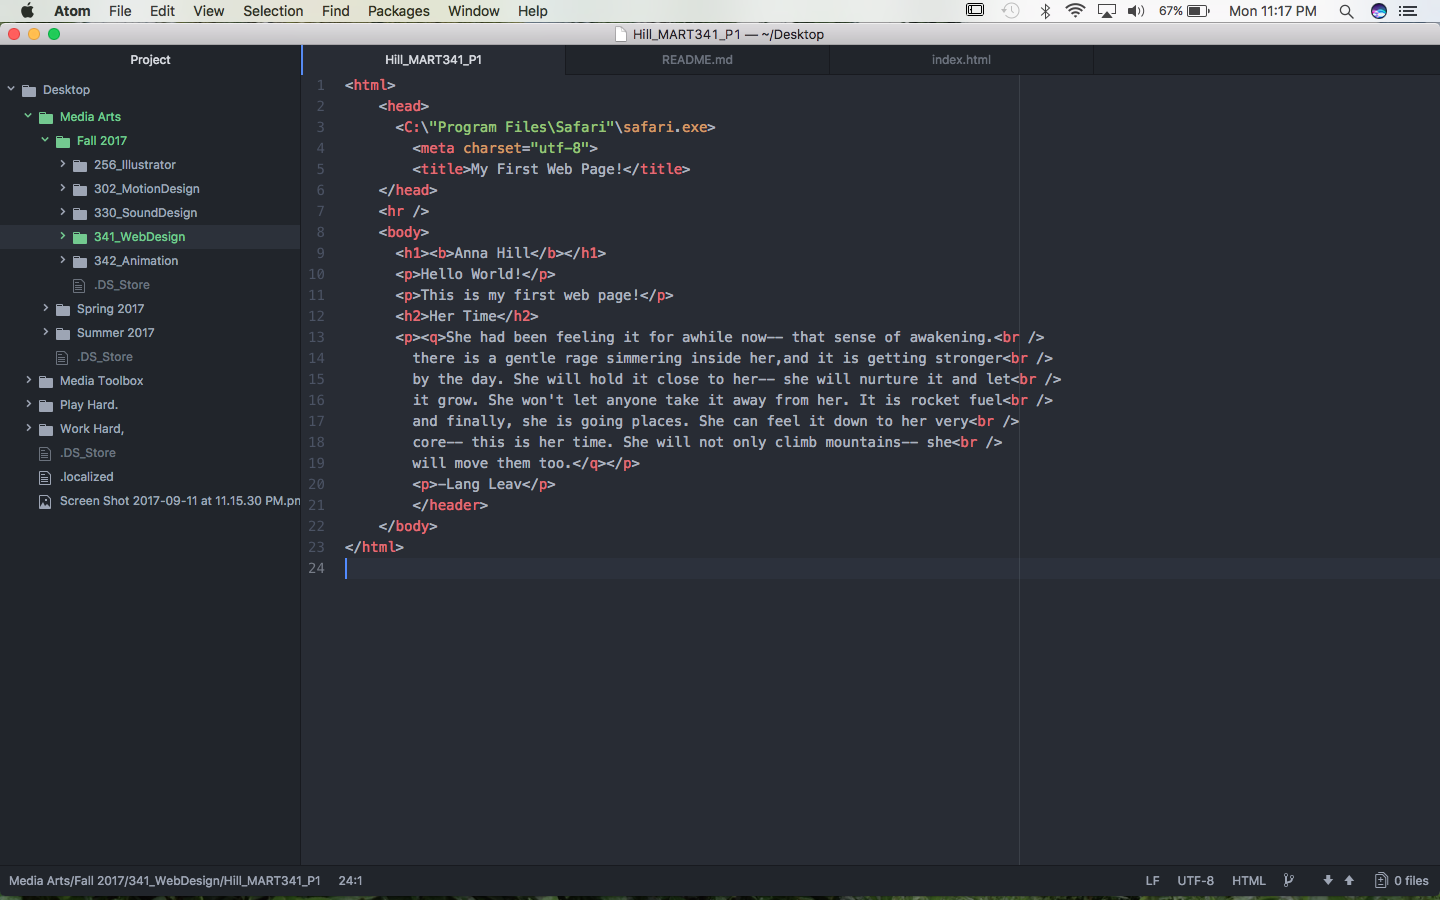 Atom File Edit View Selection Find Packages Window Help 67% Mon 11:17 PM
Hill_MART341_P1 — ~/Desktop
Project
Desktop
Media Arts
Fall 2017
256_Illustrator
302_MotionDesign
330_SoundDesign
341_WebDesign
342_Animation
.DS_Store
Spring 2017
Summer 2017
.DS_Store
Media Toolbox
Play Hard.
Work Hard,
.DS_Store
.localized
Screen Shot 2017-09-11 at 11.15.30 PM.pn
Hill_MART341_P1 README.md index.html
1 <html>
2 <head>
3 <C:\"Program Files\Safari"\safari.exe>
4 <meta charset="utf-8">
5 <title>My First Web Page!</title>
6 </head>
7 <hr />
8 <body>
9 <h1><b>Anna Hill</b></h1>
10 <p>Hello World!</p>
11 <p>This is my first web page!</p>
12 <h2>Her Time</h2>
13 <p><q>She had been feeling it for awhile now-- that sense of awakening.<br />
14 there is a gentle rage simmering inside her,and it is getting stronger<br />
15 by the day. She will hold it close to her-- she will nurture it and let<br />
16 it grow. She won't let anyone take it away from her. It is rocket fuel<br />
17 and finally, she is going places. She can feel it down to her very<br />
18 core-- this is her time. She will not only climb mountains-- she<br />
19 will move them too.</q></p>
20 <p>-Lang Leav</p>
21 </header>
22 </body>
23 </html>
24
Media Arts/Fall 2017/341_WebDesign/Hill_MART341_P1 24:1 LF UTF-8 HTML 0 files